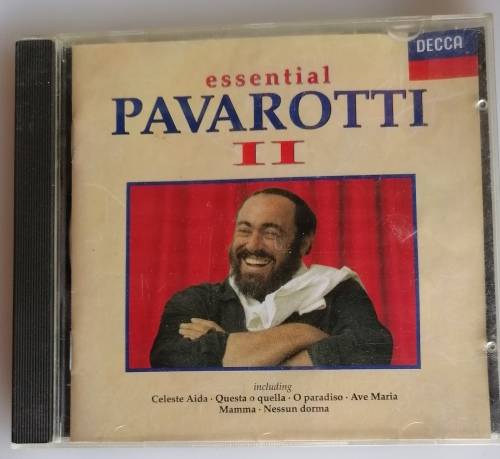 DECCA
essential
PAVAROTTI
II
including
Celeste Aida · Questa o quella · O paradiso · Ave Maria
Mamma · Nessun dorma